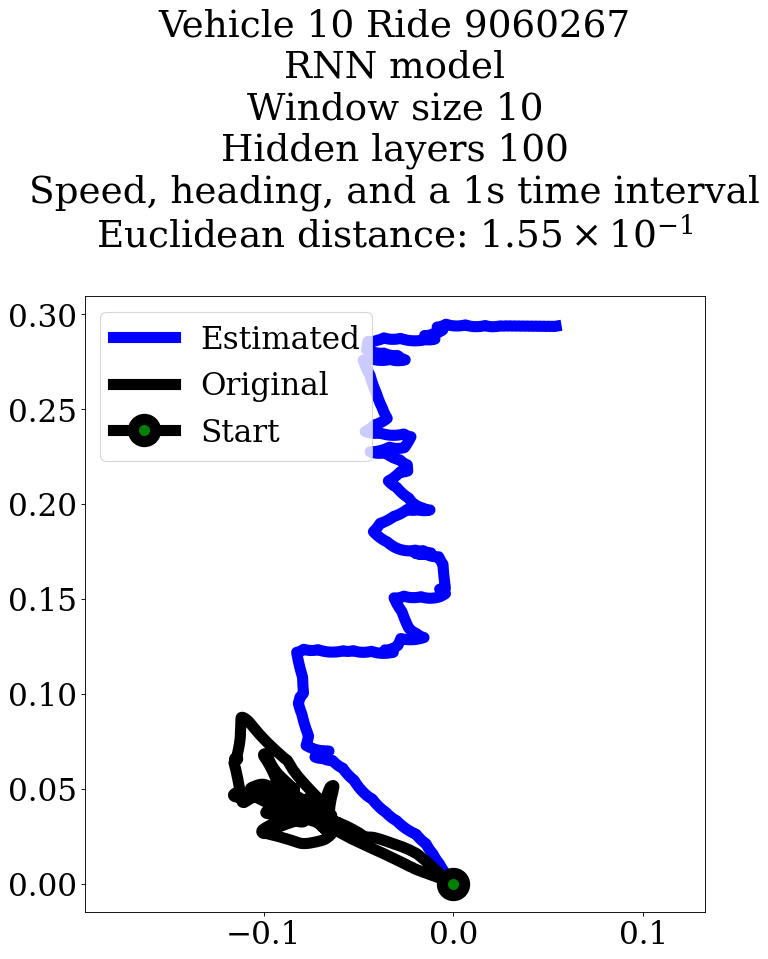 Vehicle 10 Ride 9060267
RNN model
Window size 10
Hidden layers 100
Speed, heading, and a 1s time interval
Euclidean distance: 1.55 × 10⁻¹
0.30
0.25
0.20
0.15
0.10
0.05
0.00
Estimated
Original
Start
−0.1
0.0
0.1